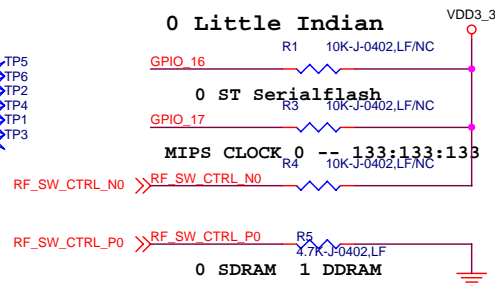 0 Little Indian
VDD3_3
R1 10K-J-0402,LF/NC
TP5
GPIO_16
TP6
TP2
0 ST Serialflash
TP4
R3 10K-J-0402,LF/NC
TP1
GPIO_17
TP3
MIPS CLOCK 0 -- 133:133:133
R4 10K-J-0402,LF/NC
RF_SW_CTRL_N0 RF_SW_CTRL_N0
RF_SW_CTRL_P0 RF_SW_CTRL_P0 R5
4.7K-J-0402,LF
0 SDRAM 1 DDRAM